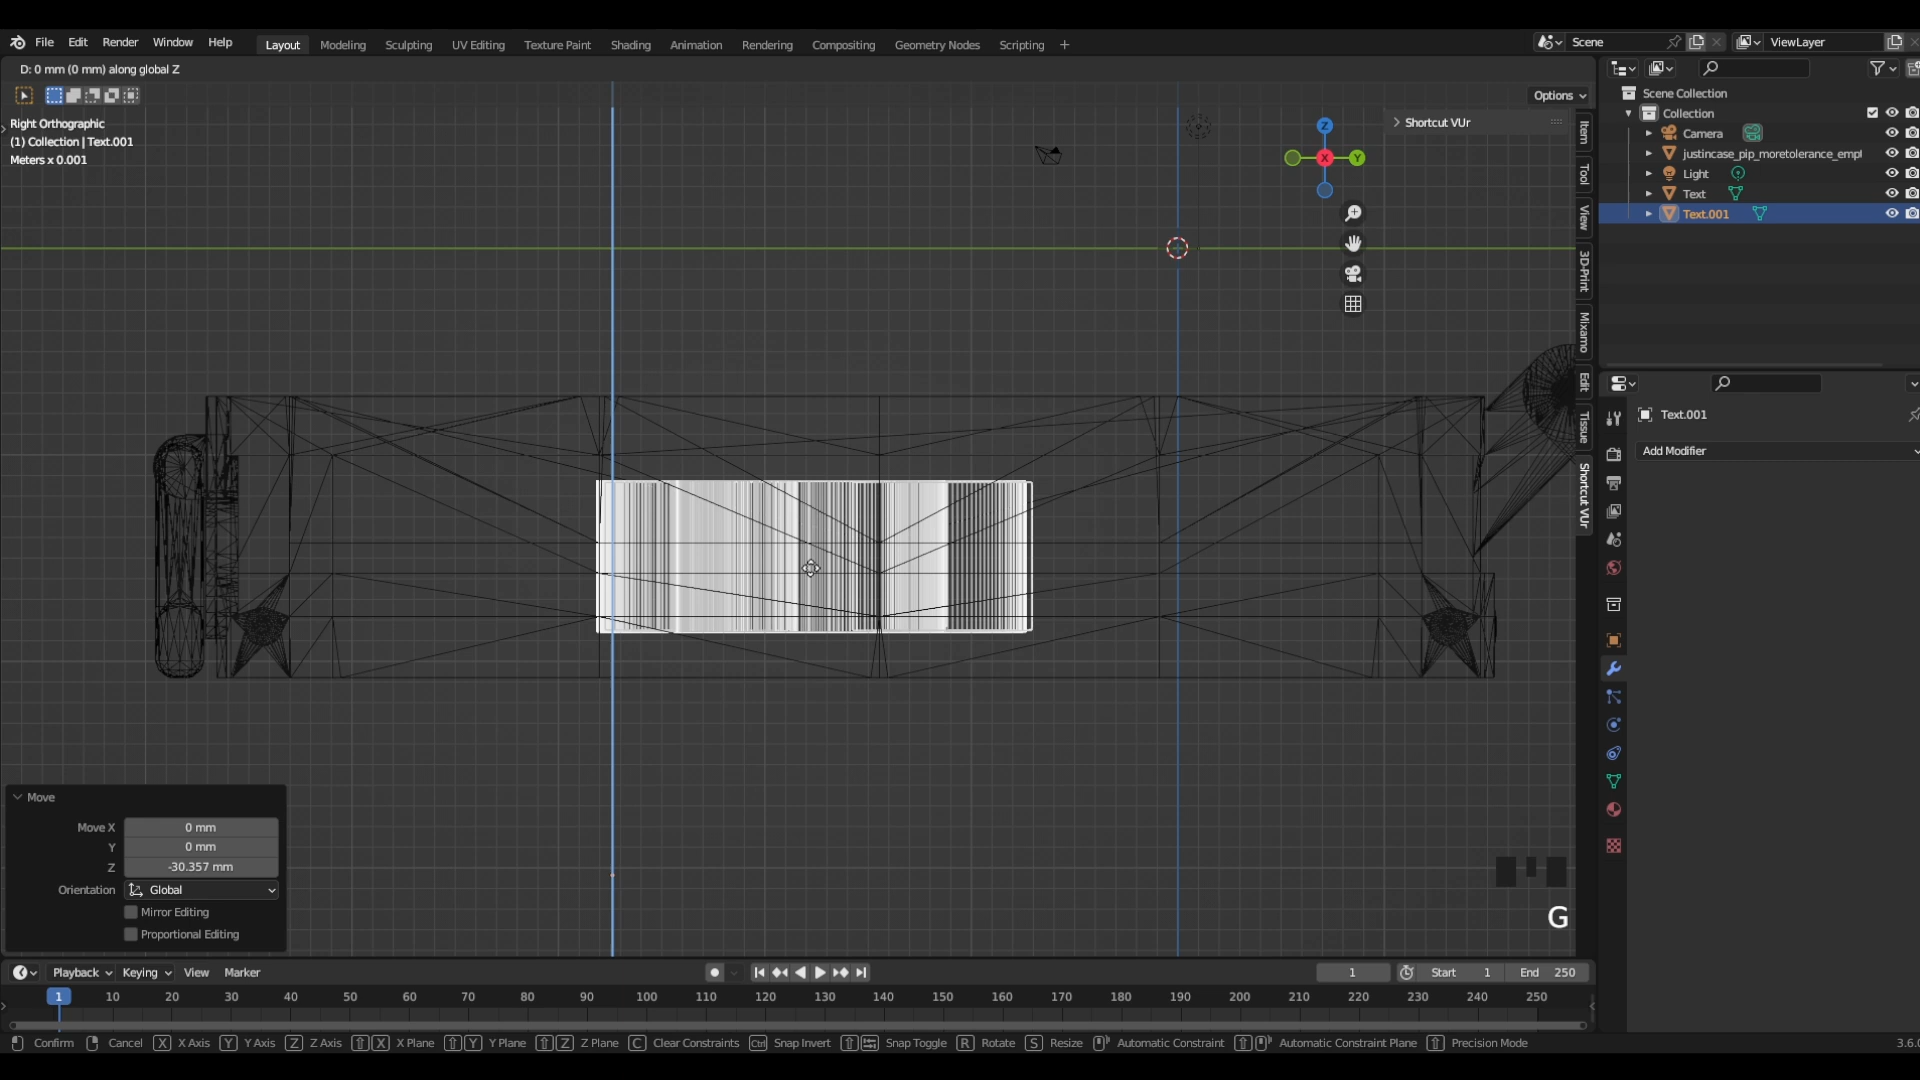 File Edit Render Window Help Layout Modeling Sculpting UV Editing Texture Paint Shading Animation Rendering Compositing Geometry Nodes Scripting + Scene ViewLayer
D: 0 mm (0 mm) along global Z
Options
Right Orthographic
(1) Collection | Text.001
Meters x 0.001
Shortcut VUr
Z
X
Y
Item
Tool
View
3D-Print
Mixamo
Edit
Tissue
Shortcut VUr
Scene Collection
Collection
Camera
justincase_pip_moretolerance_empl
Light
Text
Text.001
Text.001
Add Modifier
Move
Move X 0 mm
Y 0 mm
Z -30.357 mm
Orientation Global
Mirror Editing
Proportional Editing
G
Playback Keying View Marker 1 Start 1 End 250
1 10 20 30 40 50 60 70 80 90 100 110 120 130 140 150 160 170 180 190 200 210 220 230 240 250
Confirm Cancel X X Axis Y Y Axis Z Z Axis X X Plane Y Y Plane Z Z Plane C Clear Constraints Ctrl Snap Invert Snap Toggle R Rotate S Resize Automatic Constraint Automatic Constraint Plane Precision Mode 3.6.0